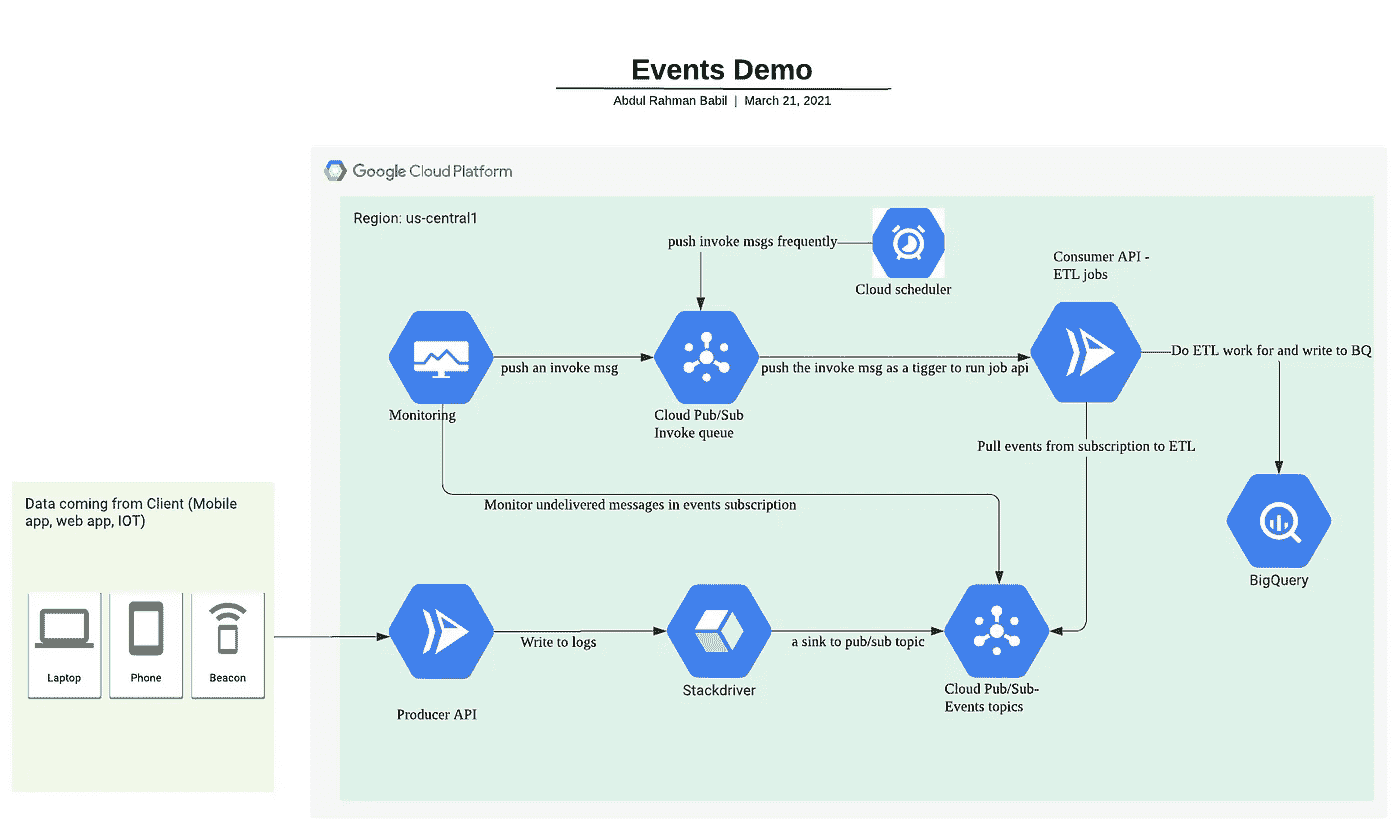 Events Demo
Abdul Rahman Babil | March 21, 2021
Google Cloud Platform
Region: us-central1
push invoke msgs frequently
Cloud scheduler
Consumer API -
ETL jobs
push an invoke msg
push the invoke msg as a tigger to run job api
Do ETL work for and write to BQ
Monitoring
Cloud Pub/Sub
Invoke queue
Pull events from subscription to ETL
Monitor undelivered messages in events subscription
BigQuery
Data coming from Client (Mobile
app, web app, IOT)
Laptop
Phone
Beacon
Write to logs
a sink to pub/sub topic
Producer API
Stackdriver
Cloud Pub/Sub-
Events topics